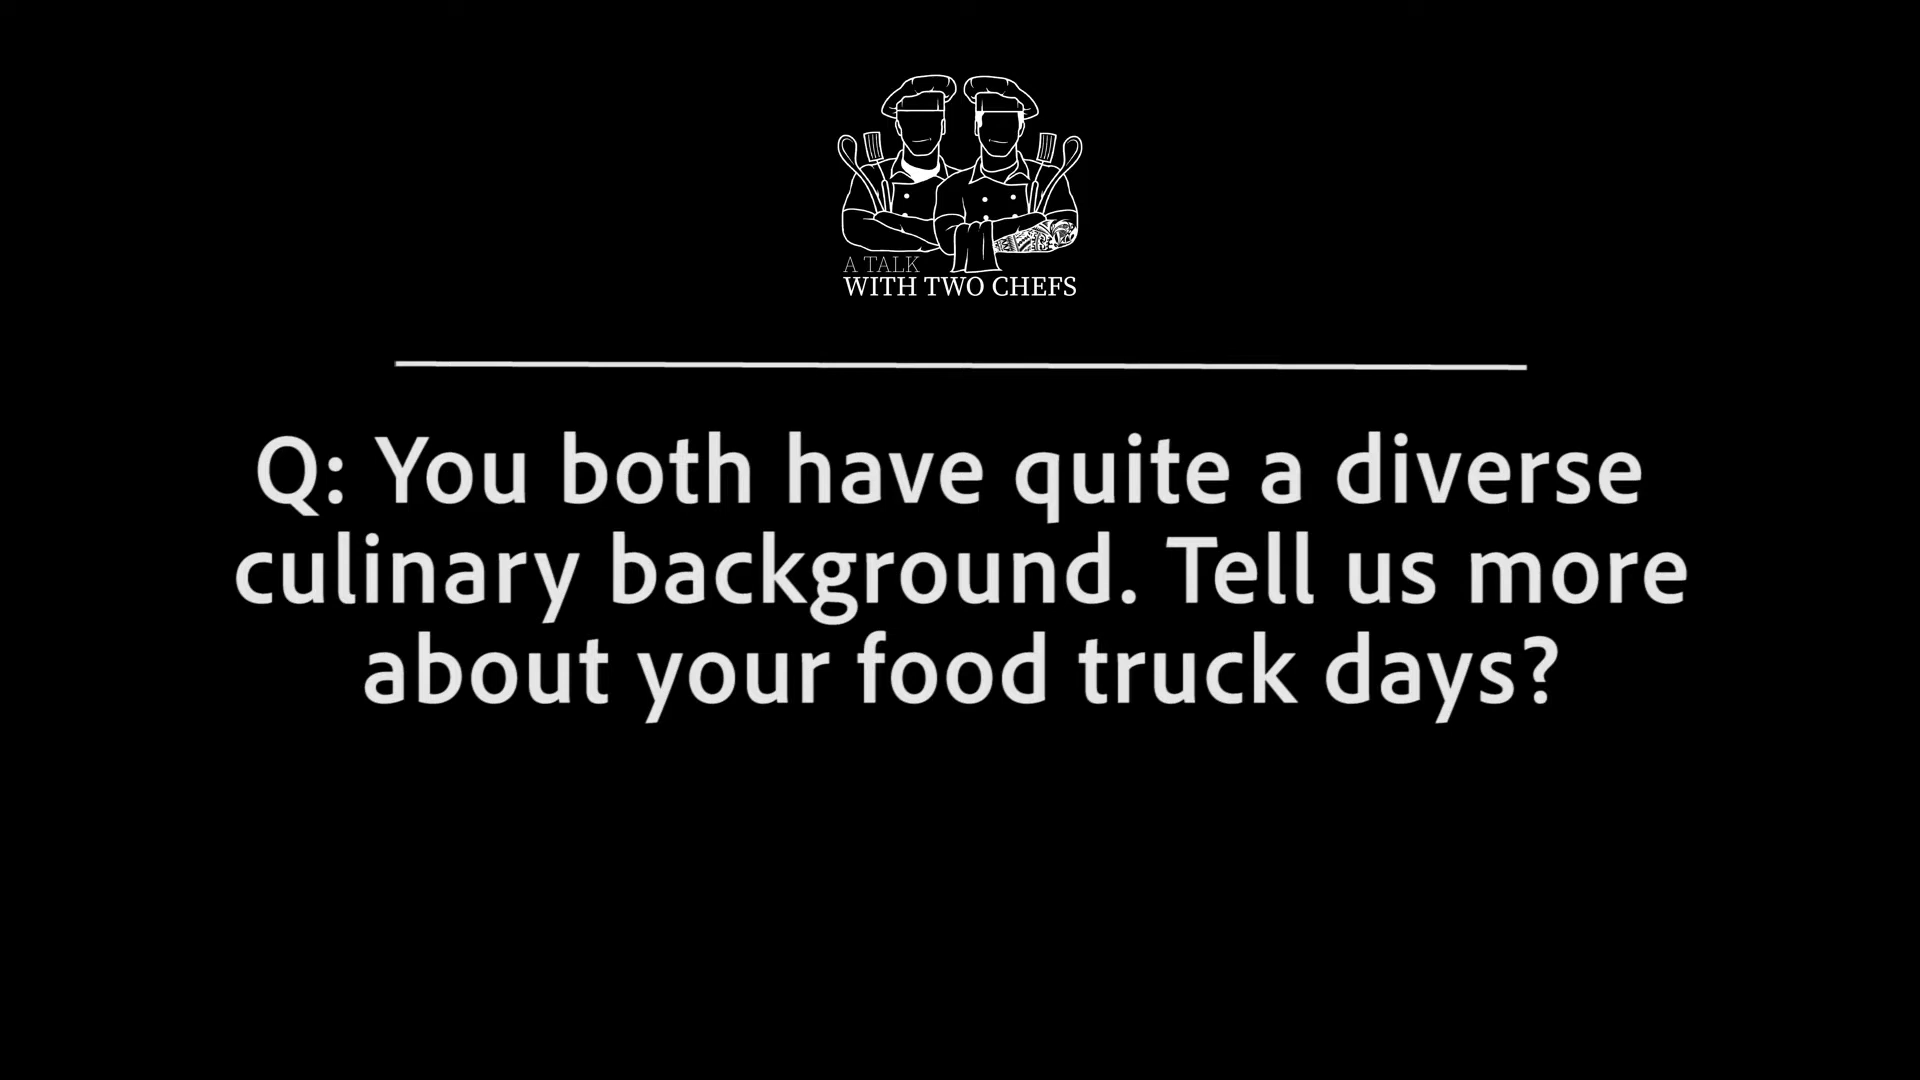 A TALK
WITH TWO CHEFS
Q: You both have quite a diverse
culinary background. Tell us more
about your food truck days?